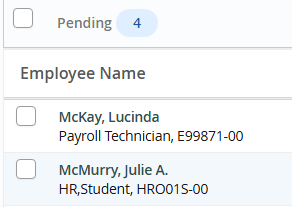 Pending 4
Employee Name
McKay, Lucinda
Payroll Technician, E99871-00
McMurry, Julie A.
HR,Student, HRO01S-00